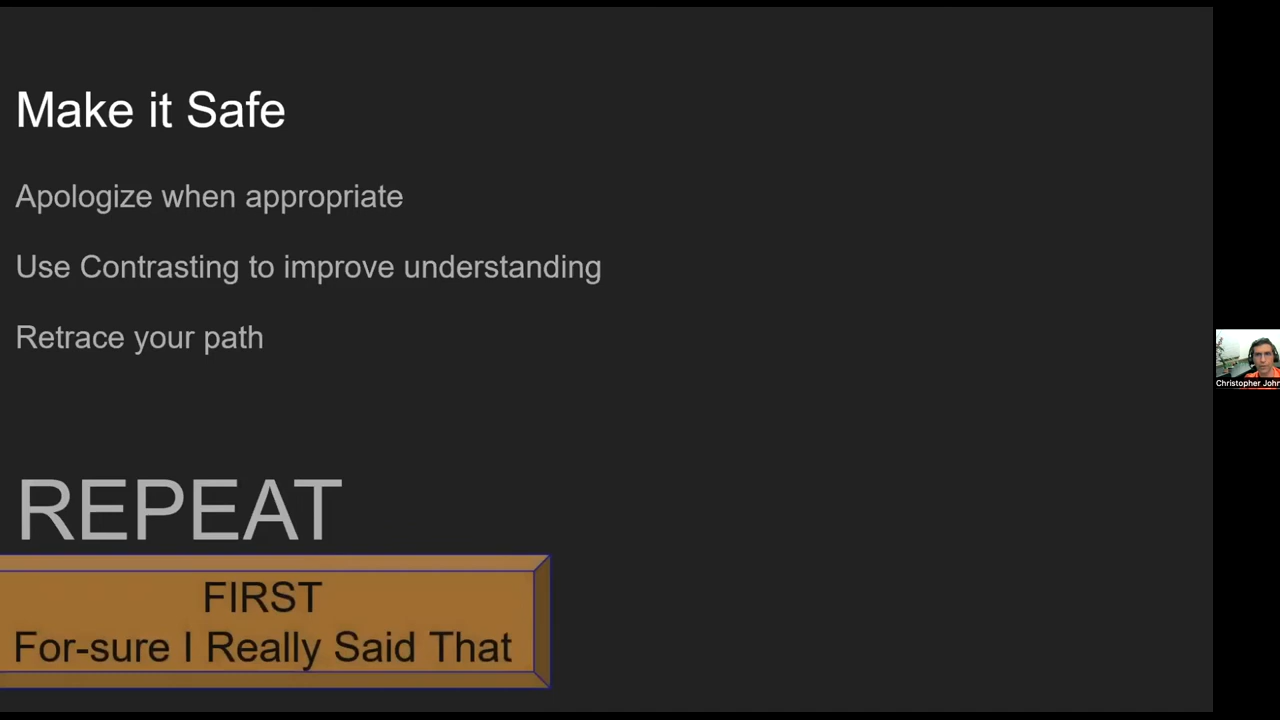 Make it Safe
Apologize when appropriate
Use Contrasting to improve understanding
Retrace your path
Christopher John
REPEAT
FIRST
For-sure I Really Said That